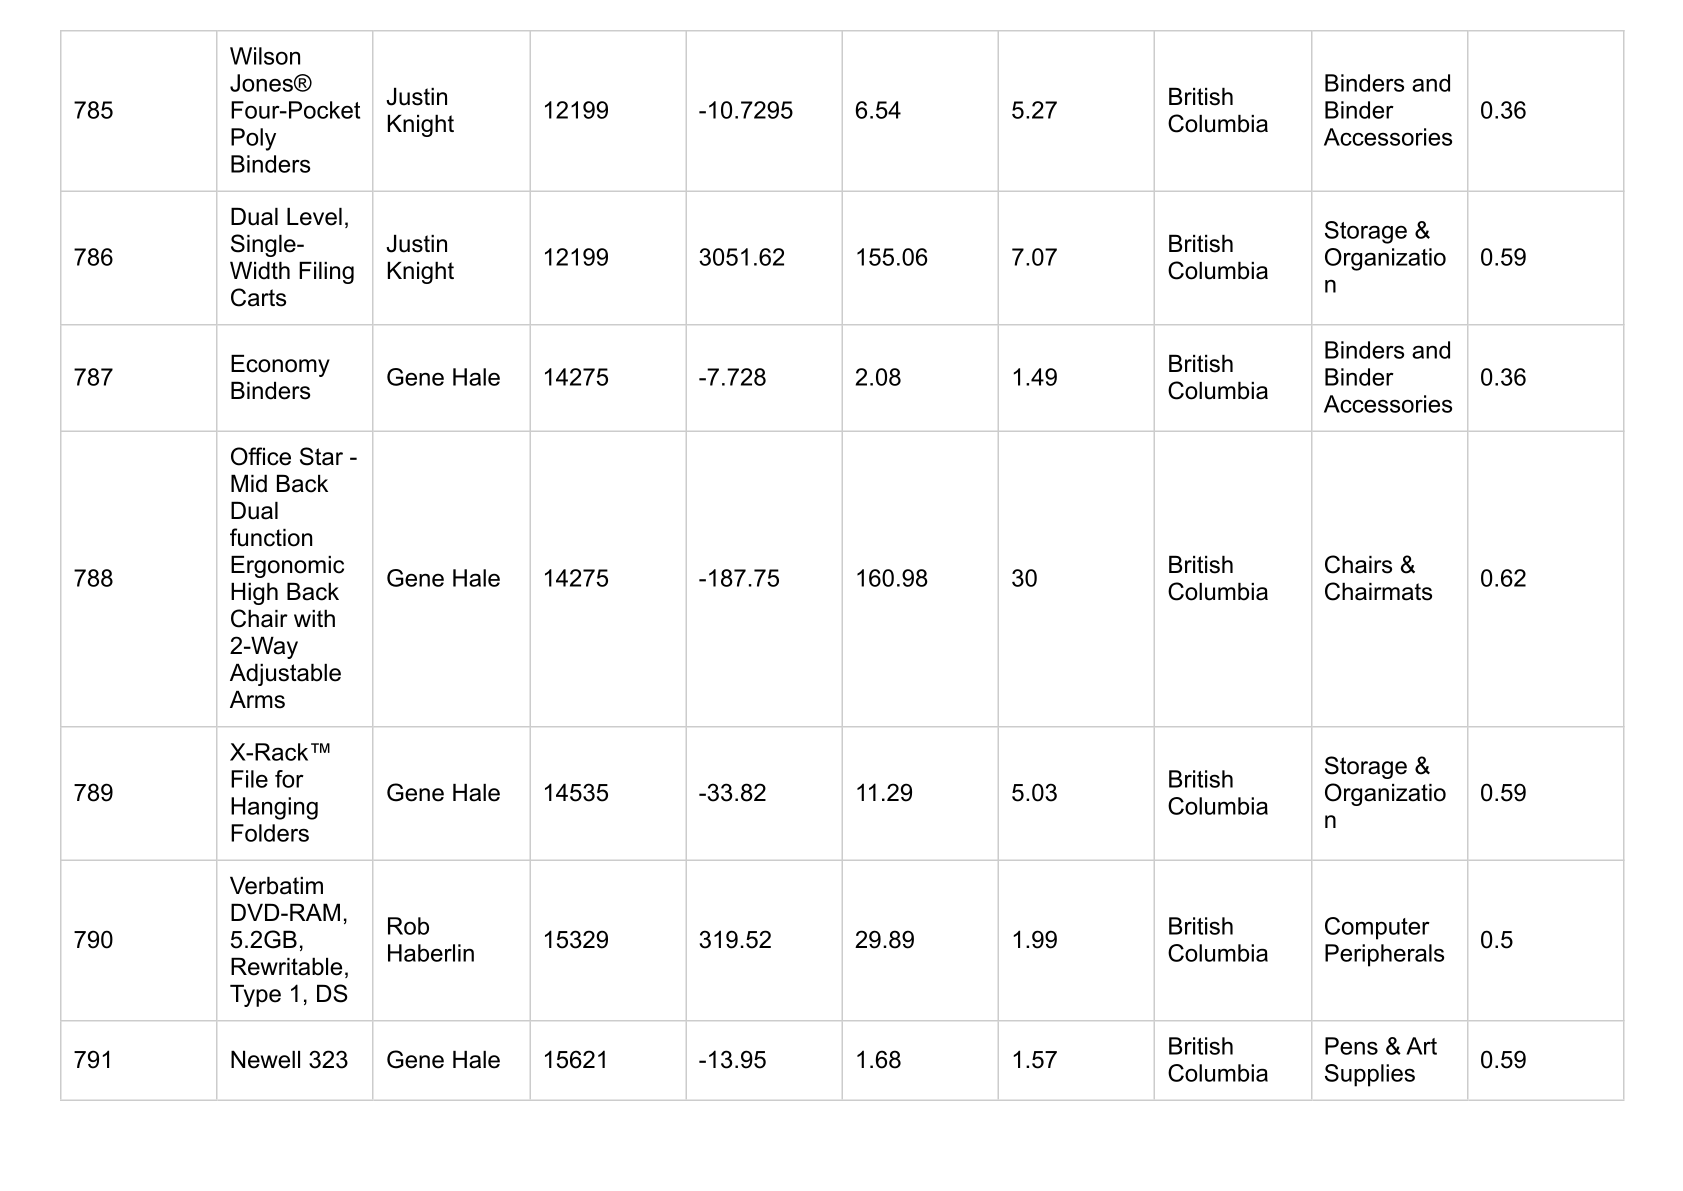 785
Wilson
Jones®
Four-Pocket
Poly
Binders
Justin
Knight
12199
-10.7295
6.54
5.27
British
Columbia
Binders and
Binder
Accessories
0.36
786
Dual Level,
Single-
Width Filing
Carts
Justin
Knight
12199
3051.62
155.06
7.07
British
Columbia
Storage &
Organizatio
n
0.59
787
Economy
Binders
Gene Hale
14275
-7.728
2.08
1.49
British
Columbia
Binders and
Binder
Accessories
0.36
788
Office Star -
Mid Back
Dual
function
Ergonomic
High Back
Chair with
2-Way
Adjustable
Arms
Gene Hale
14275
-187.75
160.98
30
British
Columbia
Chairs &
Chairmats
0.62
789
X-Rack™
File for
Hanging
Folders
Gene Hale
14535
-33.82
11.29
5.03
British
Columbia
Storage &
Organizatio
n
0.59
790
Verbatim
DVD-RAM,
5.2GB,
Rewritable,
Type 1, DS
Rob
Haberlin
15329
319.52
29.89
1.99
British
Columbia
Computer
Peripherals
0.5
791
Newell 323
Gene Hale
15621
-13.95
1.68
1.57
British
Columbia
Pens & Art
Supplies
0.59